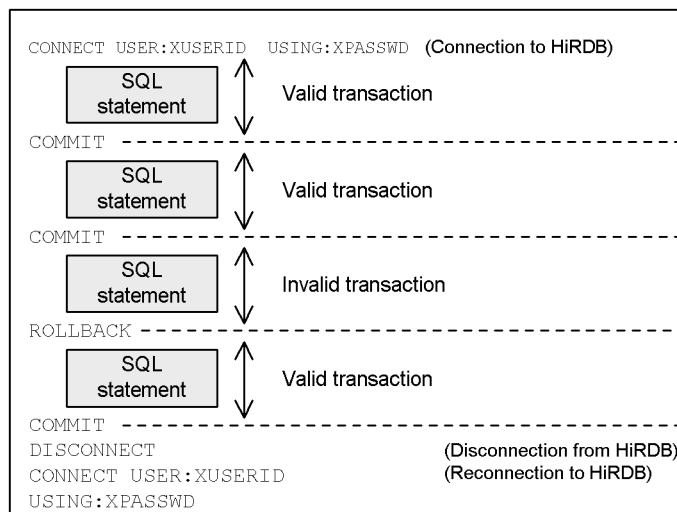 CONNECT USER:XUSERID USING:XPASSWD (Connection to HiRDB)
SQL
statement
Valid transaction
COMMIT
SQL
statement
Valid transaction
COMMIT
SQL
statement
Invalid transaction
ROLLBACK
SQL
statement
Valid transaction
COMMIT
DISCONNECT (Disconnection from HiRDB)
CONNECT USER:XUSERID (Reconnection to HiRDB)
USING:XPASSWD